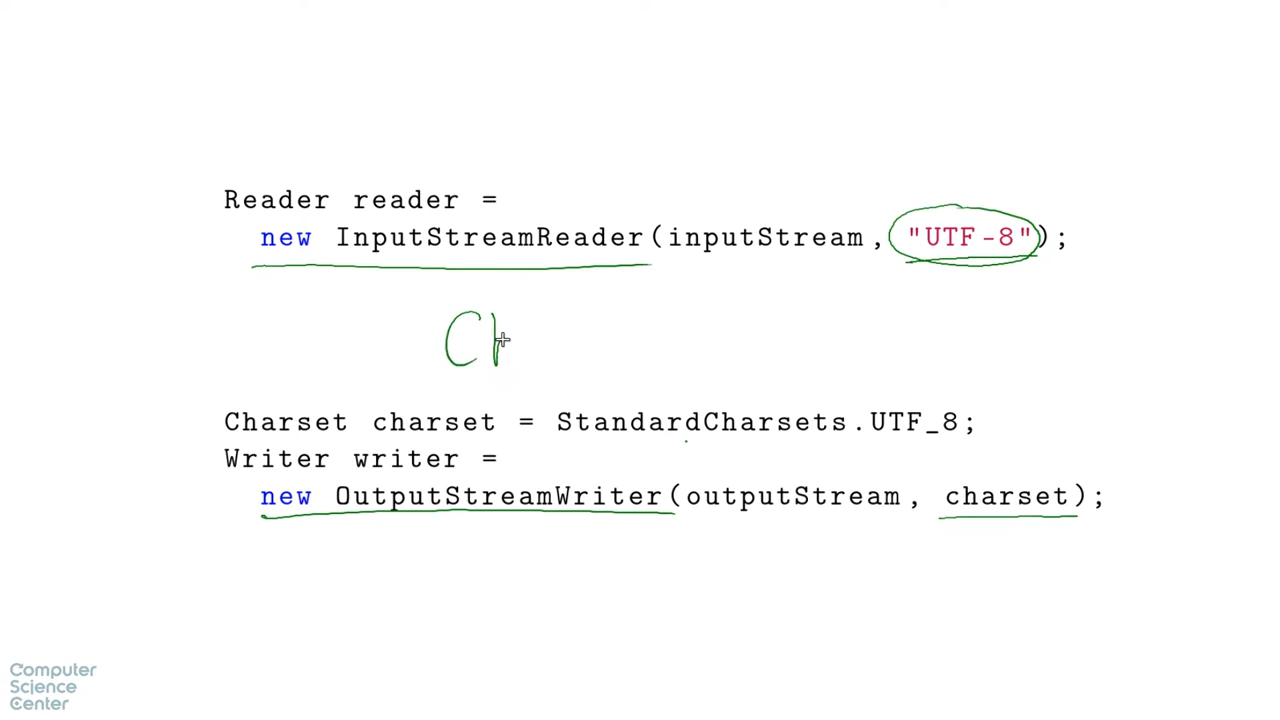 Reader reader =
new InputStreamReader(inputStream, "UTF-8");
Ch
Charset charset = StandardCharsets.UTF_8;
Writer writer =
new OutputStreamWriter(outputStream, charset);
Computer
Science
Center